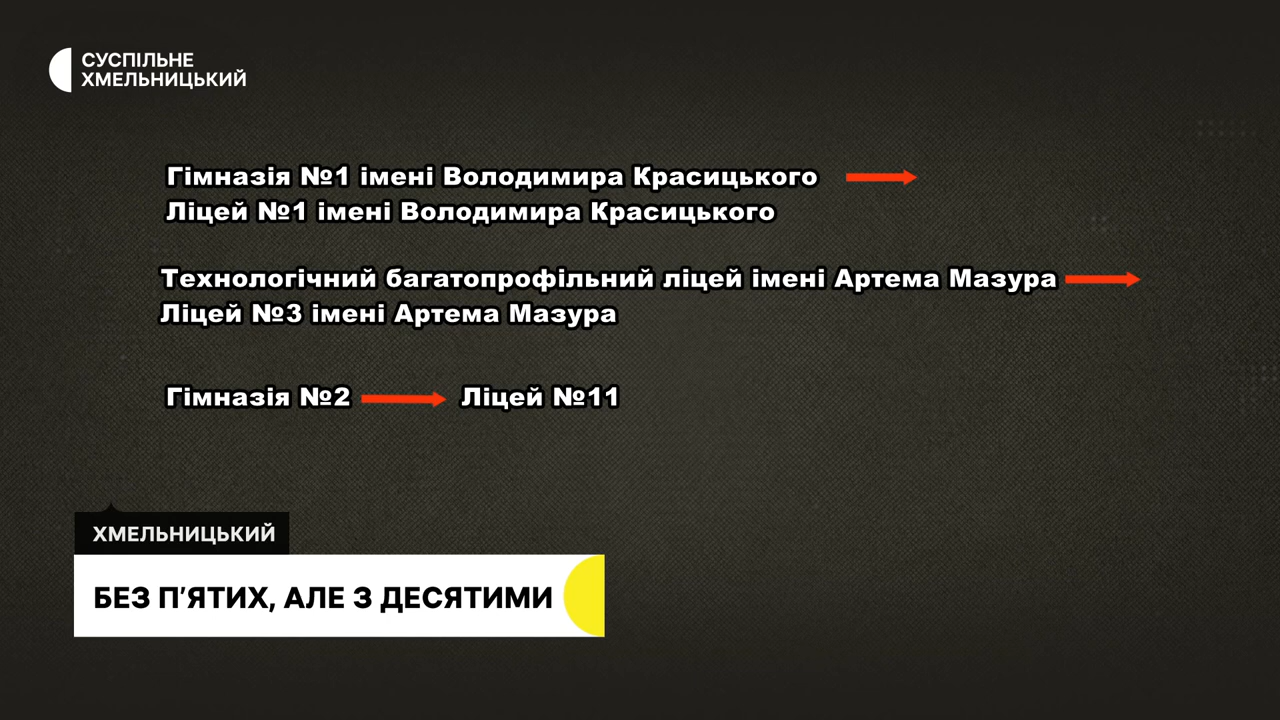 СУСПІЛЬНЕ
ХМЕЛЬНИЦЬКИЙ
Гімназія №1 імені Володимира Красицького
Ліцей №1 імені Володимира Красицького
Технологічний багатопрофільний ліцей імені Артема Мазура
Ліцей №3 імені Артема Мазура
Гімназія №2 Ліцей №11
ХМЕЛЬНИЦЬКИЙ
БЕЗ П’ЯТИХ, АЛЕ З ДЕСЯТИМИ